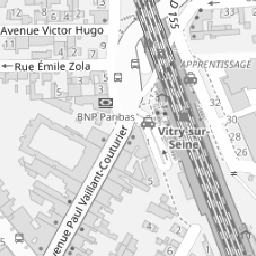 Avenue Victor Hugo
D 155
Rue Émile Zola
APPRENTISSAGE
BNP Paribas
Vitry-sur-
Seine
Avenue Paul Vaillant-Couturier
32
30
28
26